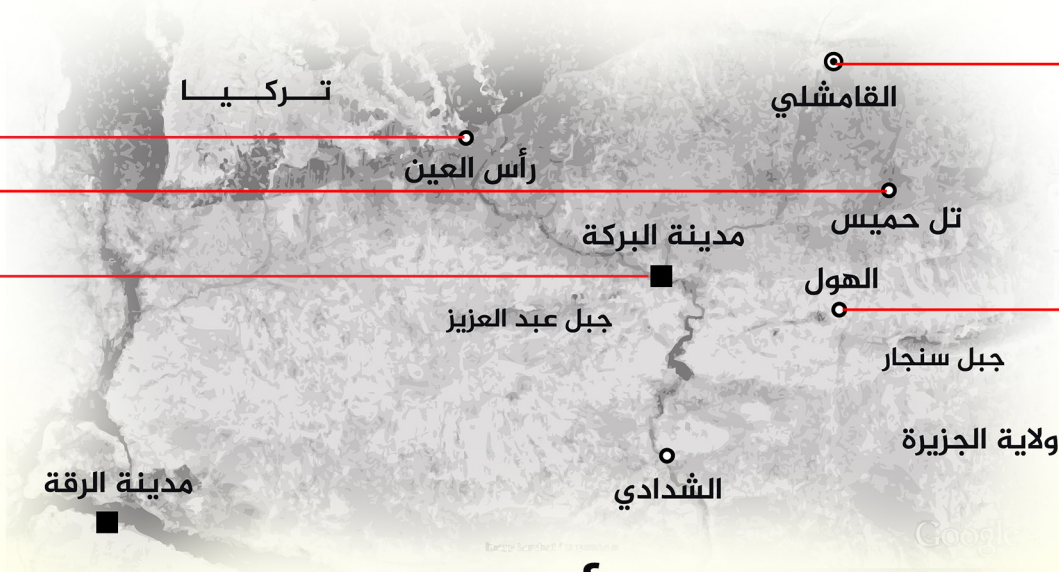 تركيا
القامشلي
رأس العين
تل حميس
مدينة البركة
الهول
جبل عبد العزيز
جبل سنجار
ولاية الجزيرة
مدينة الرقة
الشدادي
Google